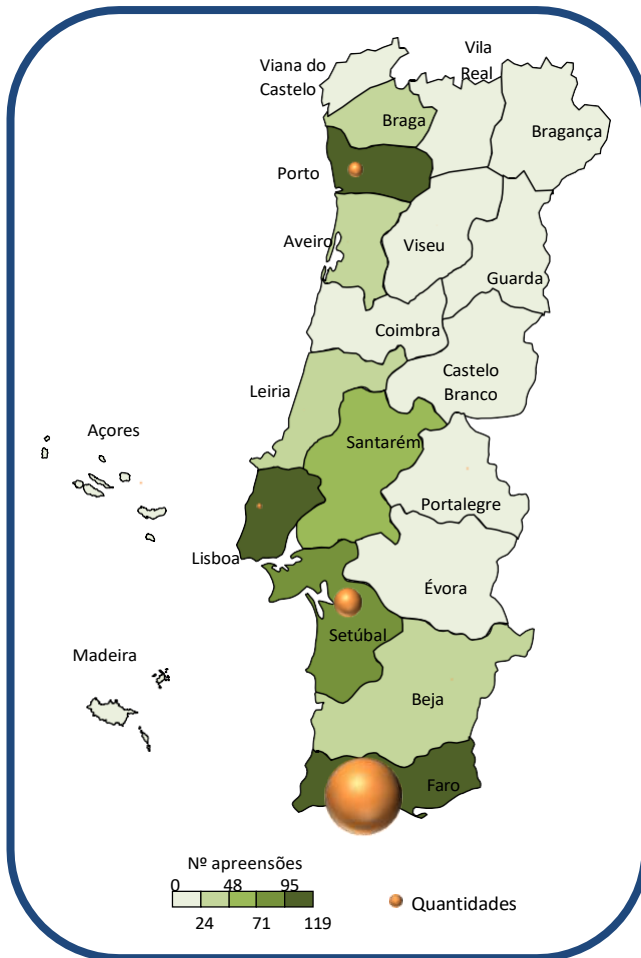 Viana do
Castelo
Vila
Real
Braga
Bragança
Porto
Aveiro
Viseu
Guarda
Coimbra
Castelo
Branco
Leiria
Açores
Santarém
Portalegre
Lisboa
Évora
Setúbal
Madeira
Beja
Faro
Nº apreensões
0 48 95
24 71 119
Quantidades